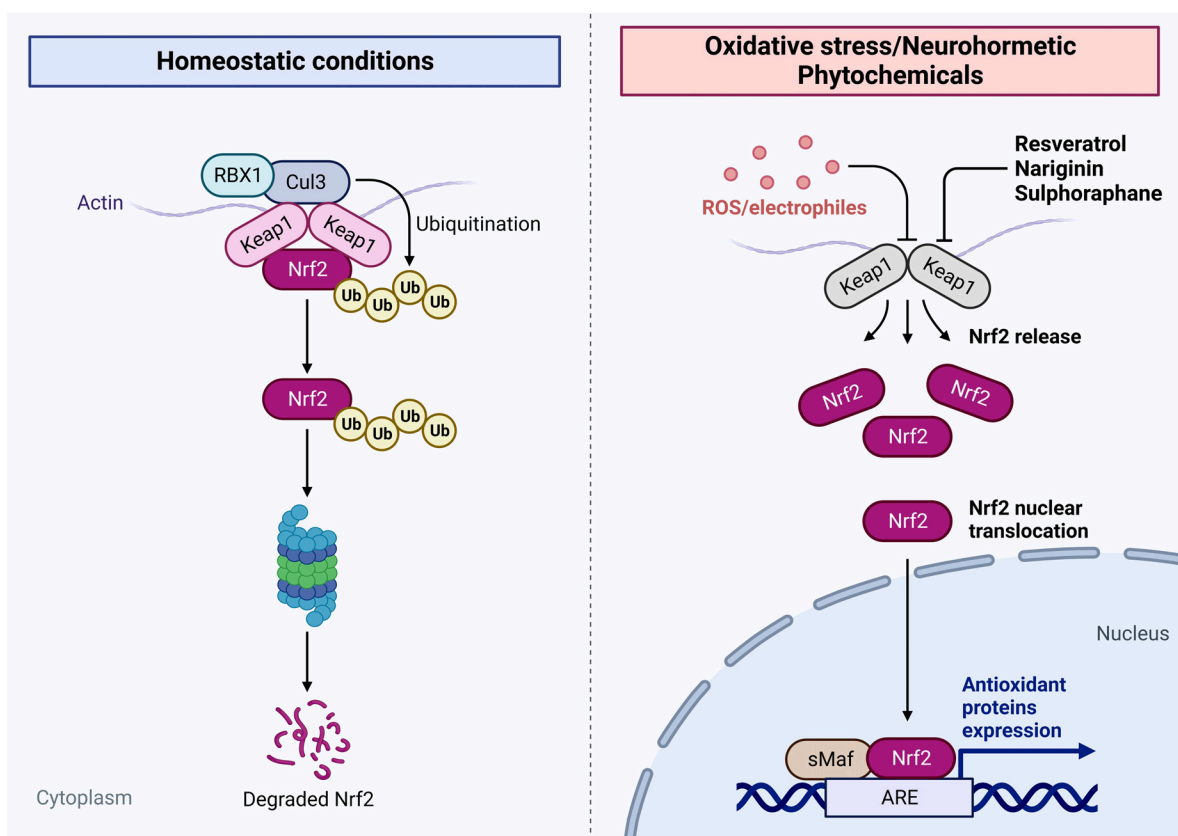 Homeostatic conditions
RBX1
Cul3
Actin
Keap1
Keap1
Ubiquitination
Nrf2
Ub
Ub
Ub
Ub
Nrf2
Ub
Ub
Ub
Ub
Degraded Nrf2
Cytoplasm
Oxidative stress/Neurohormetic
Phytochemicals
ROS/electrophiles
Resveratrol
Nariginin
Sulphoraphane
Keap1
Keap1
Nrf2 release
Nrf2
Nrf2
Nrf2
Nrf2
Nrf2 nuclear
translocation
Nucleus
Antioxidant
proteins
expression
sMaf
Nrf2
ARE